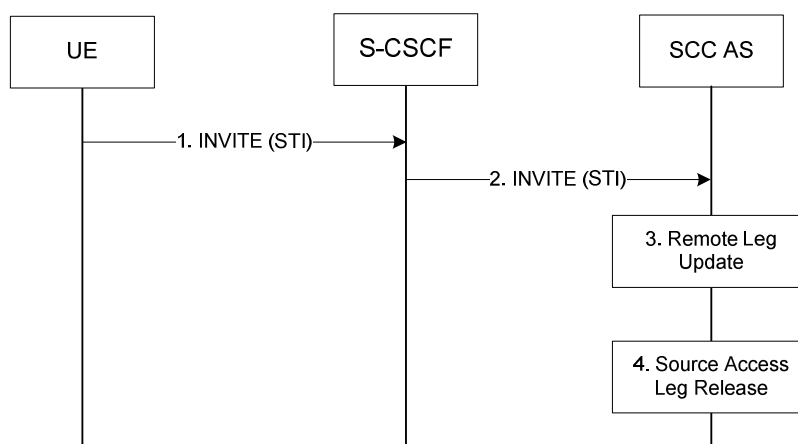 UE
S-CSCF
SCC AS
1. INVITE (STI)
2. INVITE (STI)
3. Remote Leg
Update
4. Source Access
Leg Release